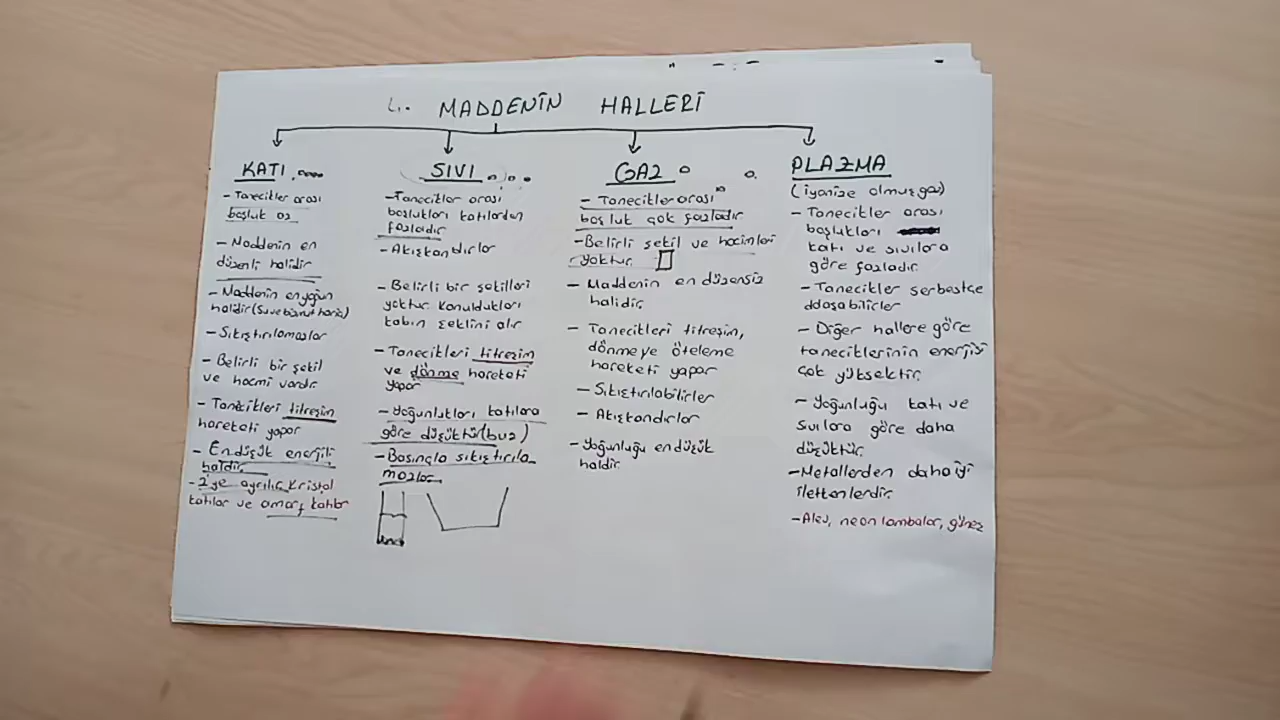 MADDENİN HALLERİ
KATI
- Tanecikler arası
boşluk az
- Maddenin en
düzenli halidir
- Maddenin en yoğun
halidir (su ve bizmut hariç)
- Sıkıştırılamazlar
- Belirli bir şekil
ve hacmi vardır.
- Tanecikleri titreşim
hareketi yapar
- En düşük enerjili
haldir.
- 2'ye ayrılır. Kristal
katılar ve amorf katılar
SIVI
- Tanecikler arası
boşlukları katılardan
fazladır
- Akışkandırlar
- Belirli bir şekilleri
yoktur. Konuldukları
kabın şeklini alır
- Tanecikleri titreşim
ve dönme hareketi
yapar
- Yoğunlukları katılara
göre düşüktür (buz)
- Basınçla sıkıştırıla
mazlar
GAZ
- Tanecikler arası
boşluk çok fazladır
- Belirli şekil ve hacimleri
yoktur.
- Maddenin en düzensiz
halidir.
- Tanecikleri titreşim,
dönme ve öteleme
hareketi yapar
- Sıkıştırılabilirler
- Akışkandırlar
- Yoğunluğu en düşük
haldir.
PLAZMA
(iyonize olmuş gaz)
- Tanecikler arası
boşlukları
katı ve sıvılara
göre fazladır.
- Tanecikler serbestçe
dolaşabilirler
- Diğer hallere göre
taneciklerinin enerjisi
çok yüksektir.
- Yoğunluğu katı ve
sıvılara göre daha
düşüktür.
- Metallerden daha iyi
iletkenlerdir.
- Alev, neon lambalar, güneş